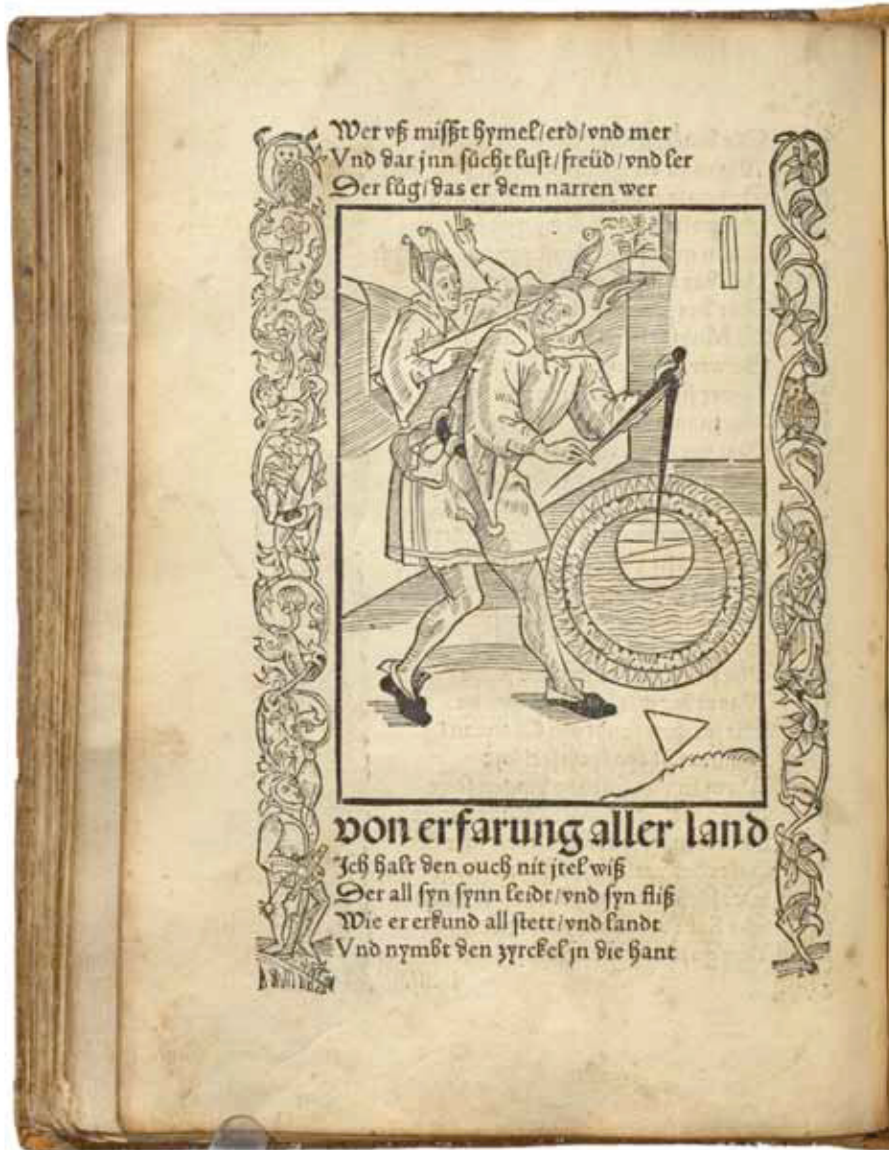 Wer vß mißt hymel/erd/vnd mer
Vnd dar jnn sůcht lust/freüd/vnd ler
Der lůg/das er dem narren wer
von erfarung aller land
Ich halt den ouch nit jtel wiß
Der all syn synn leidt/vnd syn fliß
Wie er erkund all stett/vnd landt
Vnd nymbt den zyrckel jn die hant